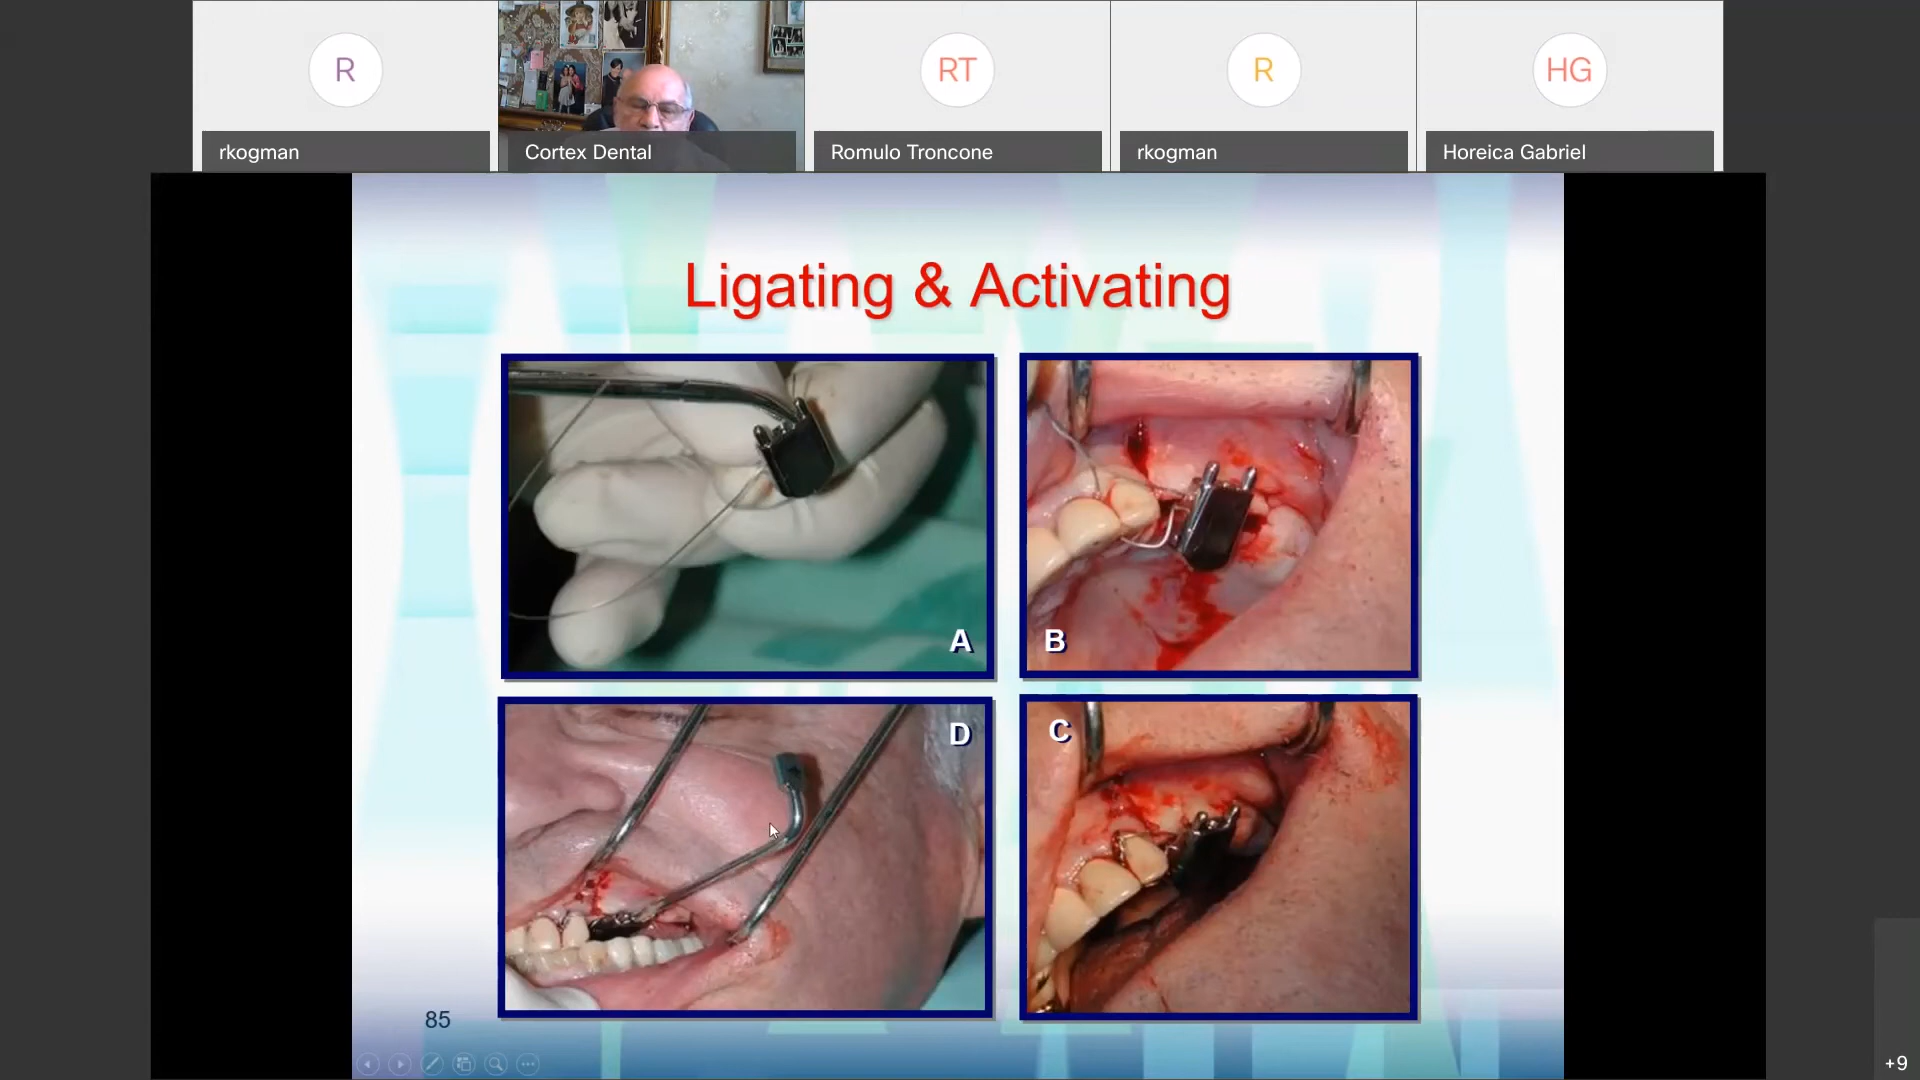 R
RT
R
HG
rkogman
Cortex Dental
Romulo Troncone
rkogman
Horeica Gabriel
Ligating & Activating
A
B
D
C
85
+9